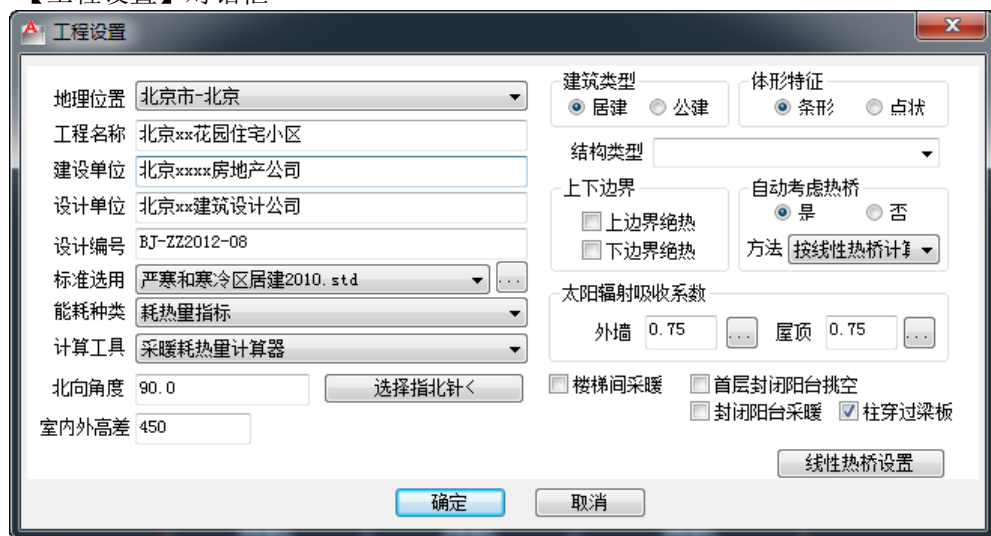 【工程设置】对话框
工程设置
地理位置 北京市-北京
工程名称 北京xx花园住宅小区
建设单位 北京xxxx房地产公司
设计单位 北京xx建筑设计公司
设计编号 BJ-ZZ2012-08
标准选用 严寒和寒冷区居建2010.std ...
能耗种类 耗热量指标
计算工具 采暖耗热量计算器
北向角度 90.0 选择指北针<
室内外高差 450
建筑类型
居建 公建
体形特征
条形 点状
结构类型
上下边界
上边界绝热
下边界绝热
自动考虑热桥
是 否
方法 按线性热桥计
太阳辐射吸收系数
外墙 0.75 ... 屋顶 0.75 ...
楼梯间采暖 首层封闭阳台挑空
封闭阳台采暖 柱穿过梁板
线性热桥设置
确定 取消